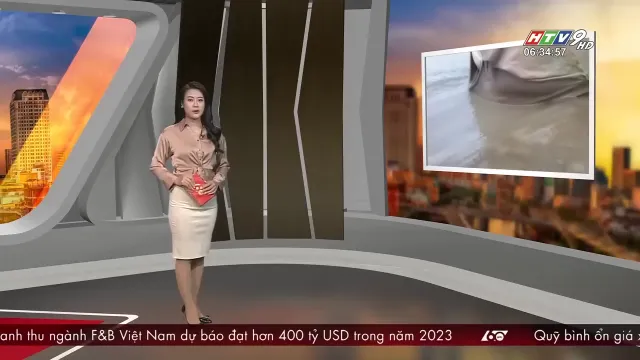 HTV9 HD
06:34:57
anh thu ngành F&B Việt Nam dự báo đạt hơn 400 tỷ USD trong năm 2023 60 Quỹ bình ổn giá